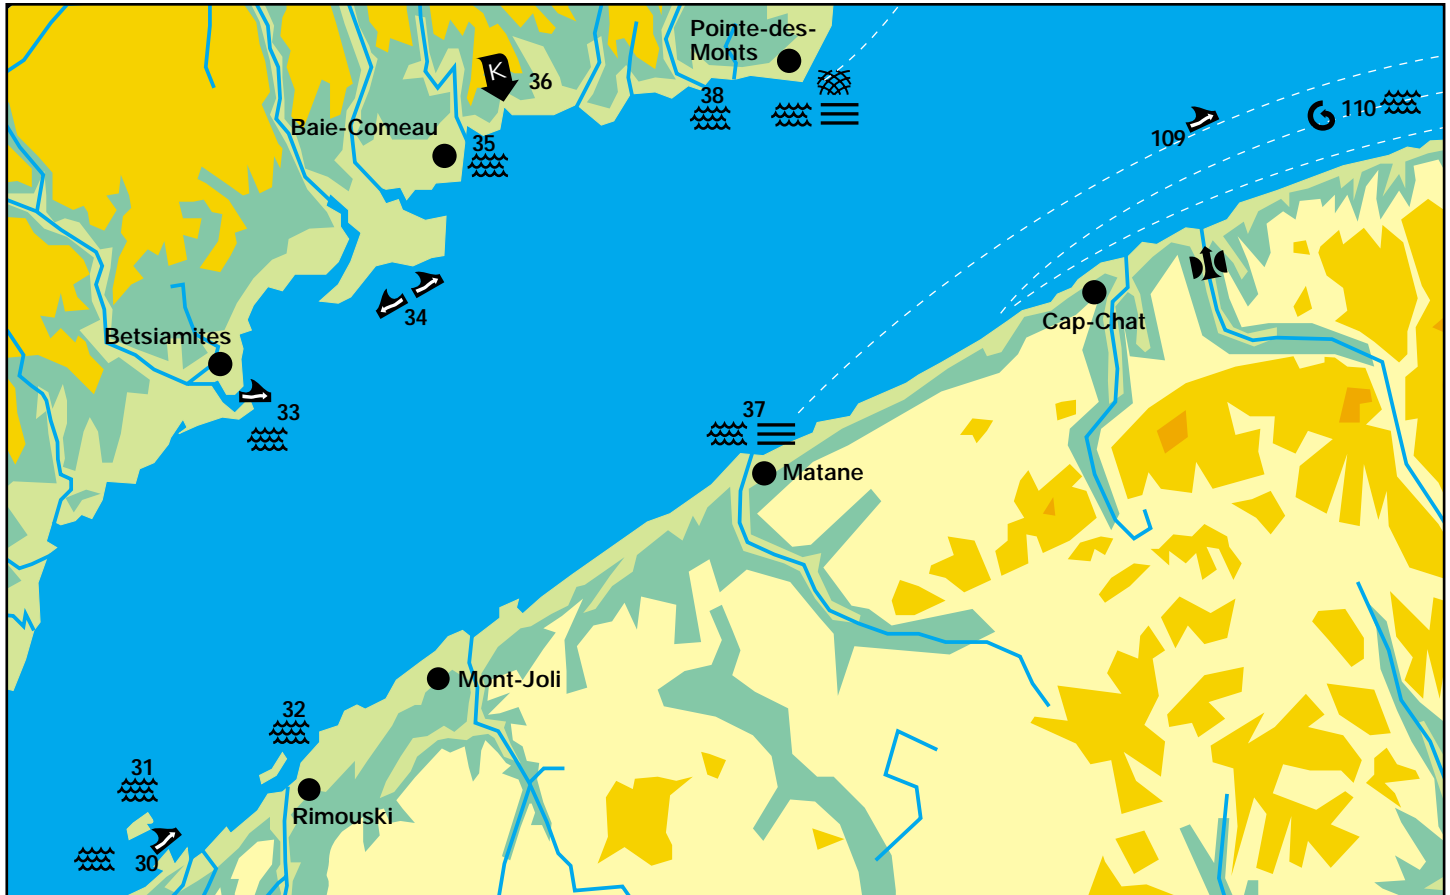 Pointe-des-
Monts
K
36
38
110
109
Baie-Comeau
35
34
Cap-Chat
Betsiamites
33
37
Matane
Mont-Joli
32
31
Rimouski
30